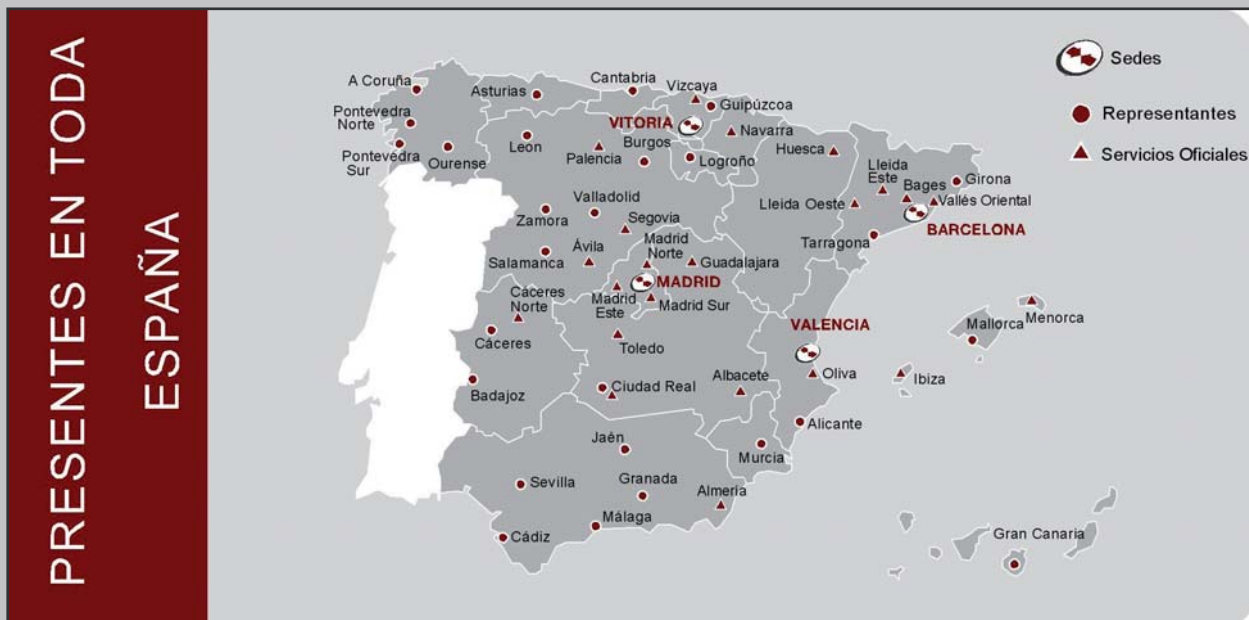 PRESENTES EN TODA
ESPAÑA
Sedes
Representantes
Servicios Oficiales
A Coruña
Asturias
Cantabria
Vizcaya
Guipúzcoa
Pontevedra
Norte
VITORIA
Navarra
Leon
Burgos
Huesca
Pontevedra
Sur
Ourense
Palencia
Logroño
Lleida
Este
Bages
Girona
Lleida Oeste
Vallés Oriental
Valladolid
Zamora
Segovia
BARCELONA
Tarragona
Ávila
Madrid
Norte
Salamanca
Guadalajara
MADRID
Cáceres
Norte
Madrid
Este
Madrid Sur
Menorca
Mallorca
VALENCIA
Cáceres
Toledo
Oliva
Ibiza
Badajoz
Ciudad Real
Albacete
Alicante
Jaén
Murcia
Sevilla
Granada
Almería
Málaga
Cádiz
Gran Canaria